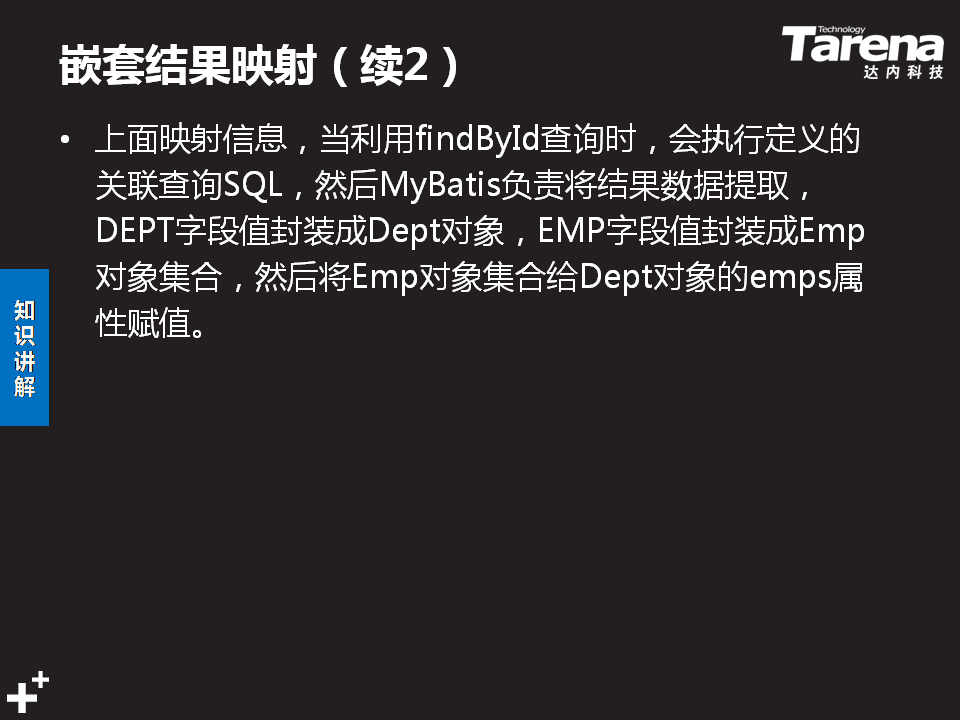 嵌套结果映射（续2）
Technology
Tarena
达内科技
• 上面映射信息，当利用findById查询时，会执行定义的
关联查询SQL，然后MyBatis负责将结果数据提取，
DEPT字段值封装成Dept对象，EMP字段值封装成Emp
对象集合，然后将Emp对象集合给Dept对象的emps属
性赋值。
知
识
讲
解